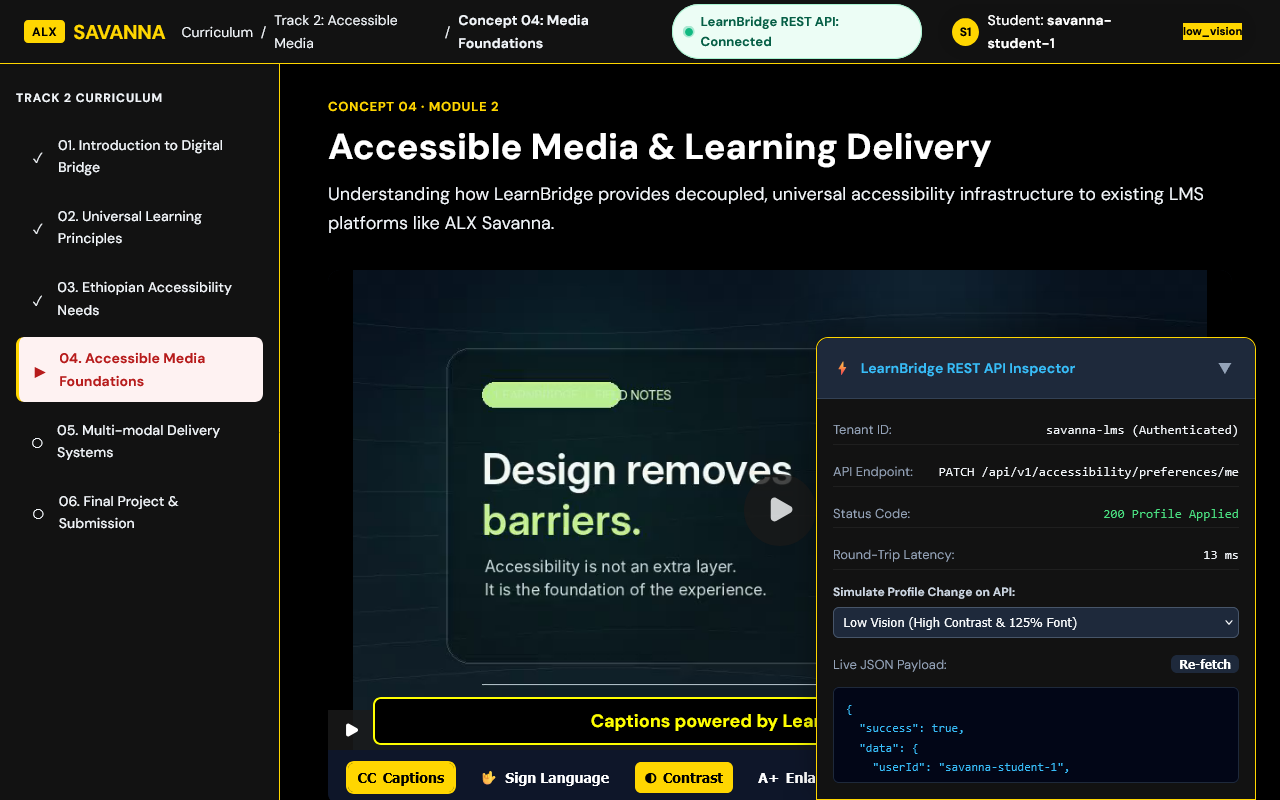 ALX SAVANNA
Curriculum / Track 2: Accessible Media / Concept 04: Media Foundations
LearnBridge REST API: Connected
S1 Student: savanna-student-1
low_vision
TRACK 2 CURRICULUM
✓ 01. Introduction to Digital
Bridge
✓ 02. Universal Learning
Principles
✓ 03. Ethiopian Accessibility
Needs
▶ 04. Accessible Media
Foundations
○ 05. Multi-modal Delivery
Systems
○ 06. Final Project &
Submission
CONCEPT 04 · MODULE 2
Accessible Media & Learning Delivery
Understanding how LearnBridge provides decoupled, universal accessibility infrastructure to existing LMS
platforms like ALX Savanna.
NOTES
Design removes
barriers.
Accessibility is not an extra layer.
It is the foundation of the experience.
Captions powered by
CC Captions
Sign Language
Contrast
A+
LearnBridge REST API Inspector
Tenant ID: savanna-lms (Authenticated)
API Endpoint: PATCH /api/v1/accessibility/preferences/me
Status Code: 200 Profile Applied
Round-Trip Latency: 13 ms
Simulate Profile Change on API:
Low Vision (High Contrast & 125% Font)
Live JSON Payload: Re-fetch
{
"success": true,
"data": {
"userId": "savanna-student-1",